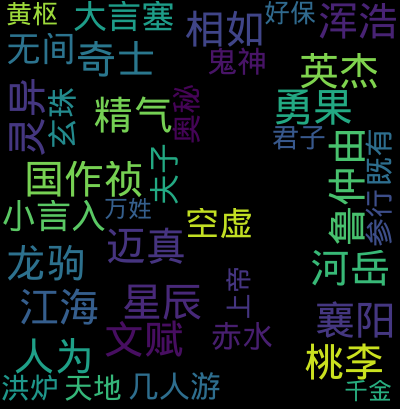 黄枢
大言塞
相如
好保
浑浩
无间
奇士
鬼神
英杰
灵异
玄珠
精气
奥秘
勇果
君子
鲁仲由
既有
国作祯
夫子
参行
小言入
万姓
空虚
迈真
龙驹
河岳
上帝
江海
星辰
襄阳
文赋
赤水
人为
桃李
洪炉
天地
几人游
千金